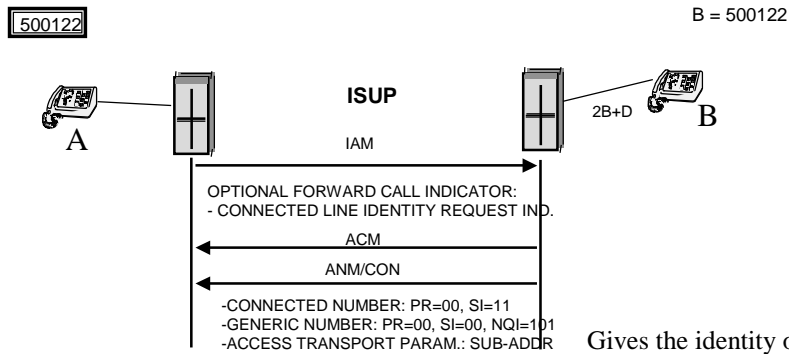 500122
B = 500122
ISUP
2B+D
A
B
IAM
OPTIONAL FORWARD CALL INDICATOR:
- CONNECTED LINE IDENTITY REQUEST IND.
ACM
ANM/CON
-CONNECTED NUMBER: PR=00, SI=11
-GENERIC NUMBER: PR=00, SI=00, NQI=101
-ACCESS TRANSPORT PARAM.: SUB-ADDR
Gives the identity o